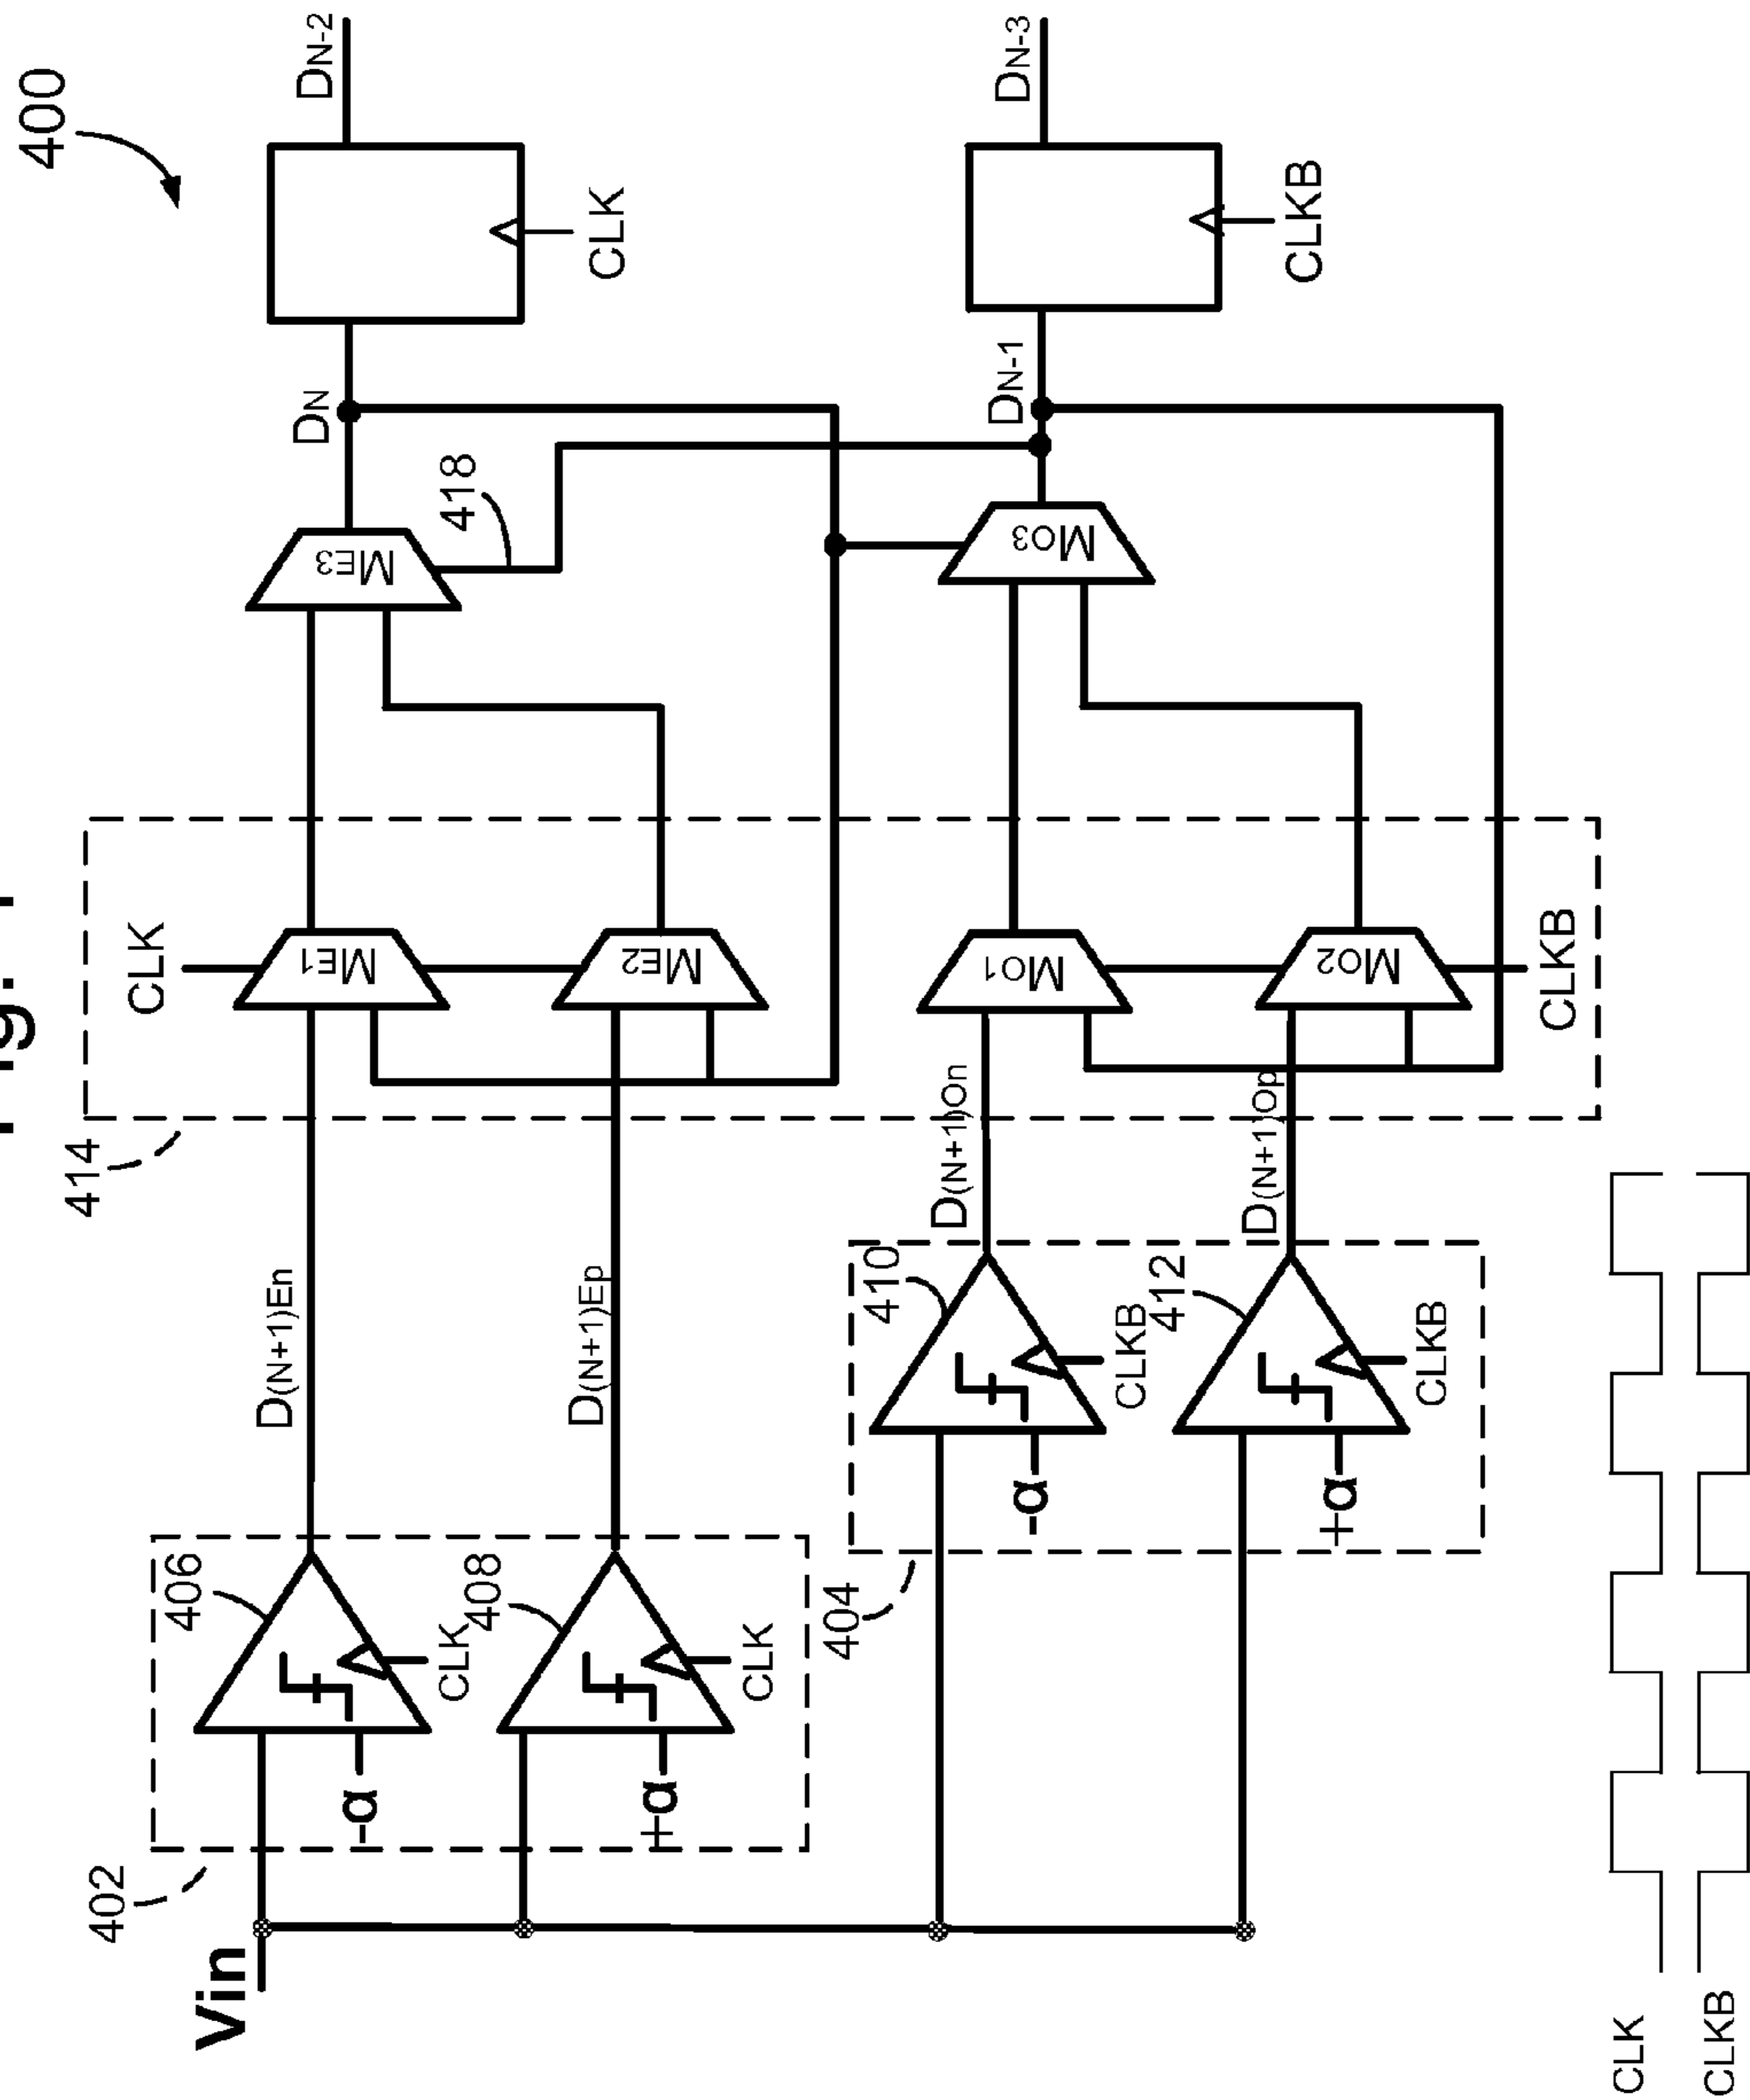 400
414
CLK
418
DN
DN-2
402
Vin
406
-α
CLK
D(N+1)En
ME1
ME3
CLK
408
+α
CLK
D(N+1)Ep
ME2
404
410
-α
CLKB
D(N+1)On
MO1
MO3
DN-1
DN-3
CLKB
412
+α
CLKB
D(N+1)Op
MO2
CLKB
CLK
CLKB